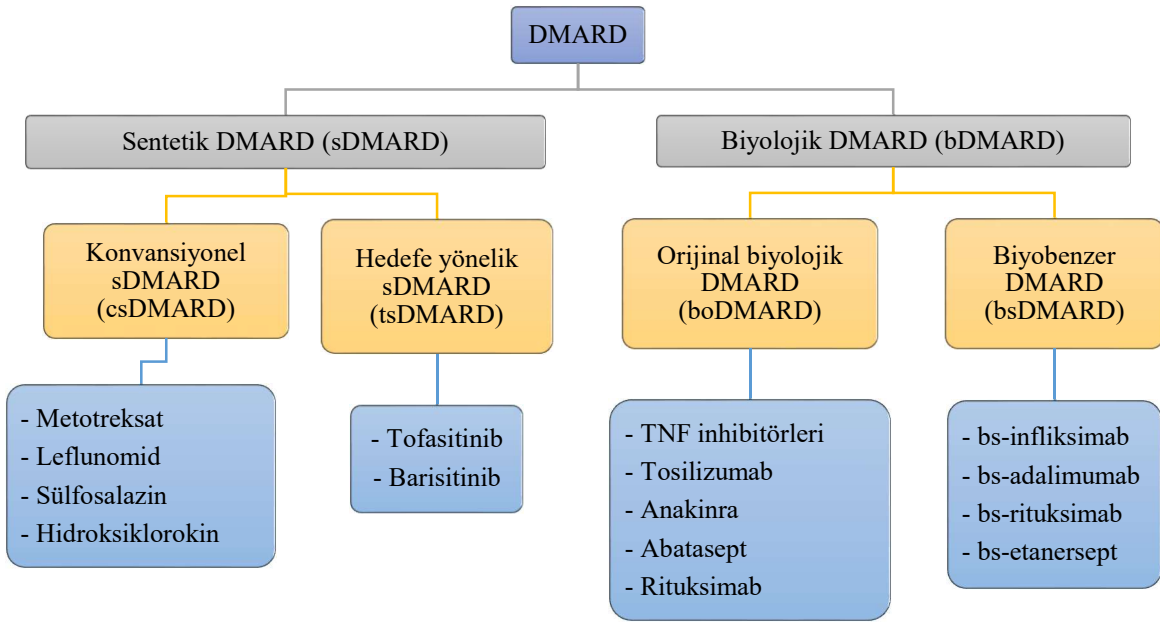 DMARD
Sentetik DMARD (sDMARD)
Biyolojik DMARD (bDMARD)
Konvansiyonel
sDMARD
(csDMARD)
Hedefe yönelik
sDMARD
(tsDMARD)
Orijinal biyolojik
DMARD
(boDMARD)
Biyobenzer
DMARD
(bsDMARD)
- Metotreksat
- Leflunomid
- Sülfosalazin
- Hidroksiklorokin
- Tofasitinib
- Barisitinib
- TNF inhibitörleri
- Tosilizumab
- Anakinra
- Abatasept
- Rituksimab
- bs-infliksimab
- bs-adalimumab
- bs-rituksimab
- bs-etanersept